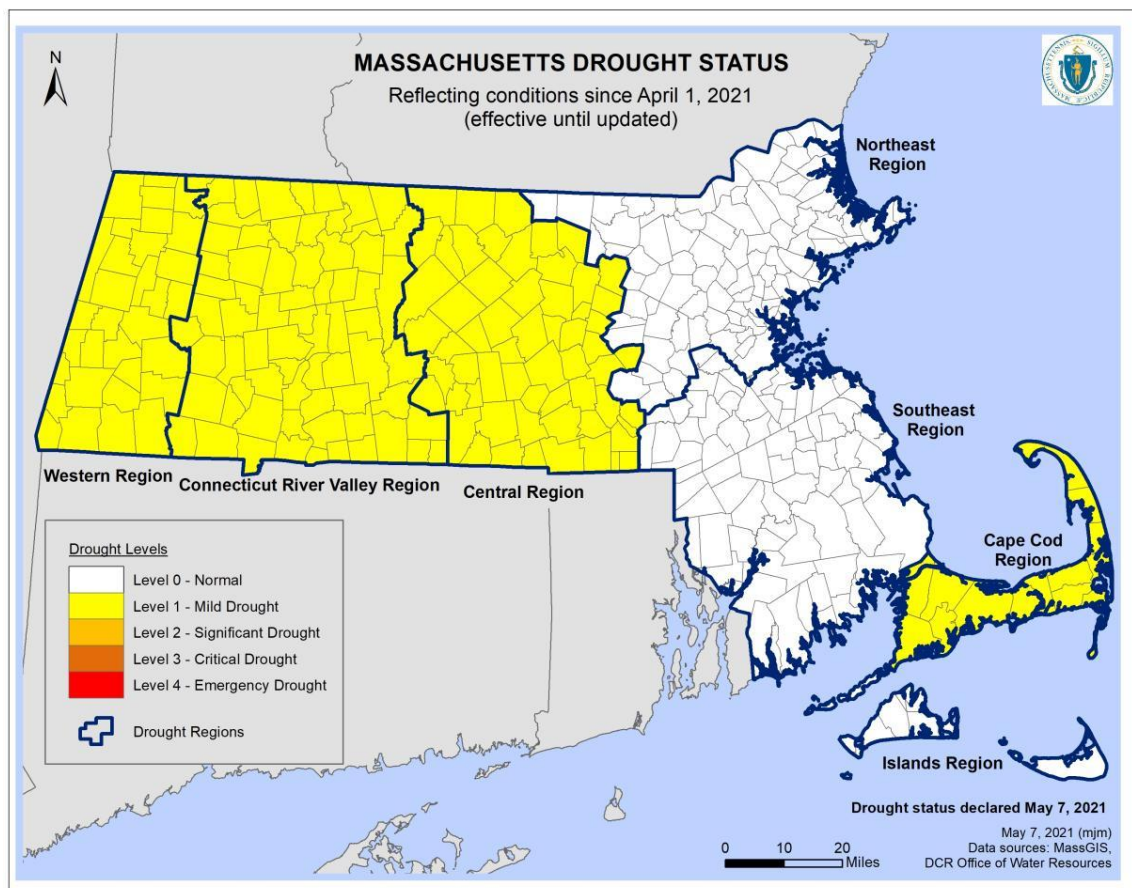 N
MASSACHUSETTS DROUGHT STATUS
Reflecting conditions since April 1, 2021
(effective until updated)
Northeast
Region
Southeast
Region
Western Region
Connecticut River Valley Region
Central Region
Cape Cod
Region
Drought Levels
Level 0 - Normal
Level 1 - Mild Drought
Level 2 - Significant Drought
Level 3 - Critical Drought
Level 4 - Emergency Drought
Drought Regions
Islands Region
Drought status declared May 7, 2021
May 7, 2021 (mjm)
Data sources: MassGIS,
DCR Office of Water Resources
0 10 20
Miles